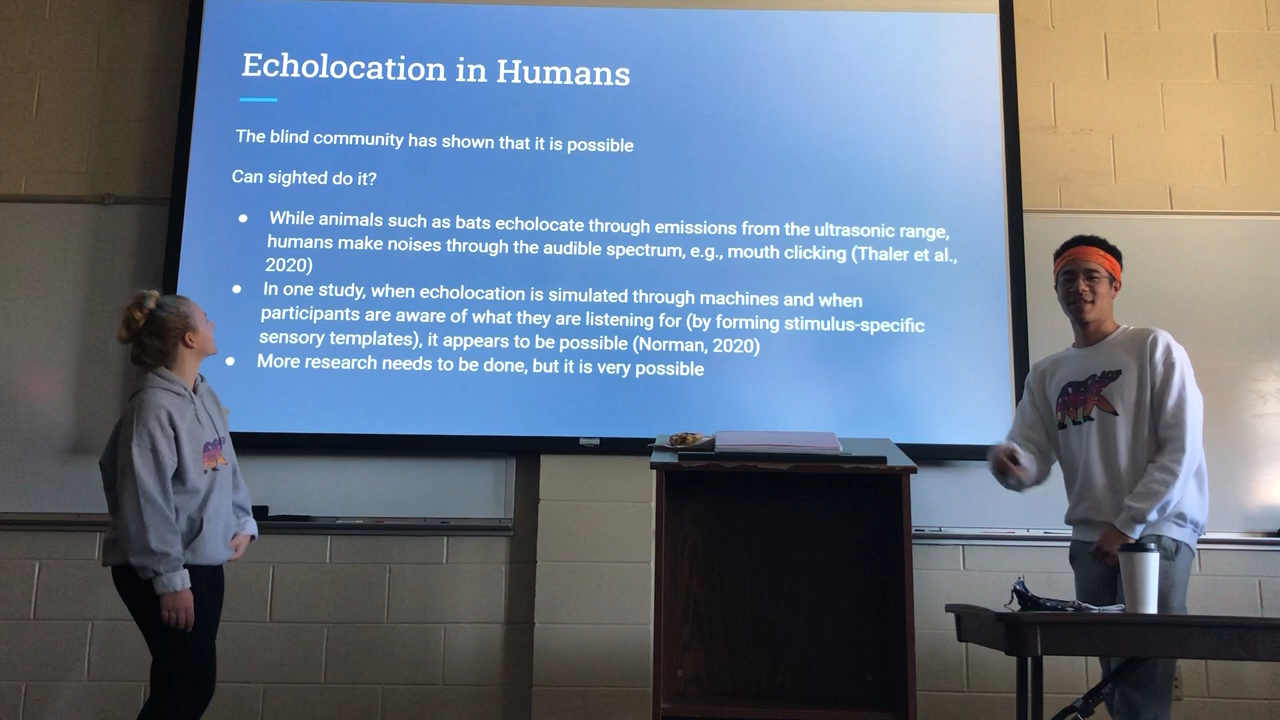 Echolocation in Humans
The blind community has shown that it is possible
Can sighted do it?
● While animals such as bats echolocate through emissions from the ultrasonic range,
humans make noises through the audible spectrum, e.g., mouth clicking (Thaler et al.,
2020)
● In one study, when echolocation is simulated through machines and when
participants are aware of what they are listening for (by forming stimulus-specific
sensory templates), it appears to be possible (Norman, 2020)
● More research needs to be done, but it is very possible